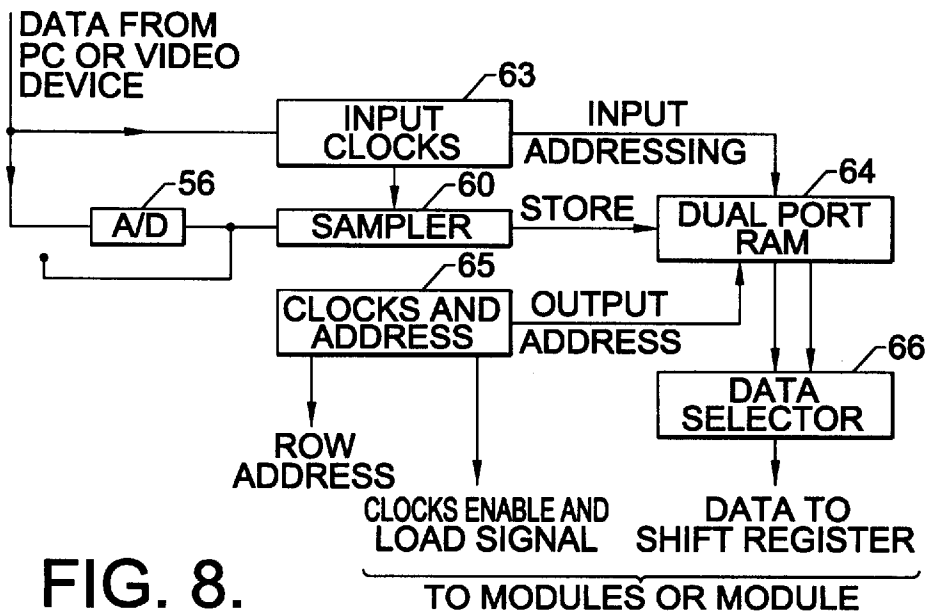 DATA FROM
PC OR VIDEO
DEVICE
63
INPUT
CLOCKS
INPUT
ADDRESSING
56
A/D
60
SAMPLER
STORE
64
DUAL PORT
RAM
65
CLOCKS AND
ADDRESS
OUTPUT
ADDRESS
66
DATA
SELECTOR
ROW
ADDRESS
CLOCKS ENABLE AND
LOAD SIGNAL
DATA TO
SHIFT REGISTER
TO MODULES OR MODULE
FIG. 8.